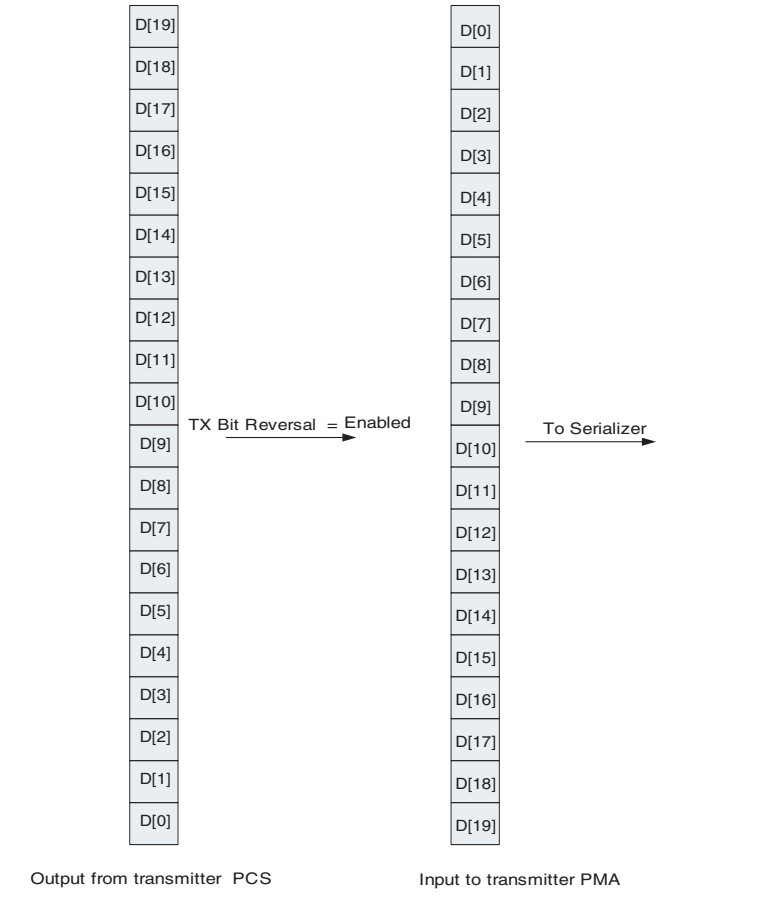 D[19]
D[18]
D[17]
D[16]
D[15]
D[14]
D[13]
D[12]
D[11]
D[10]
D[9]
D[8]
D[7]
D[6]
D[5]
D[4]
D[3]
D[2]
D[1]
D[0]
Output from transmitter PCS
TX Bit Reversal = Enabled
D[0]
D[1]
D[2]
D[3]
D[4]
D[5]
D[6]
D[7]
D[8]
D[9]
D[10]
D[11]
D[12]
D[13]
D[14]
D[15]
D[16]
D[17]
D[18]
D[19]
Input to transmitter PMA
To Serializer